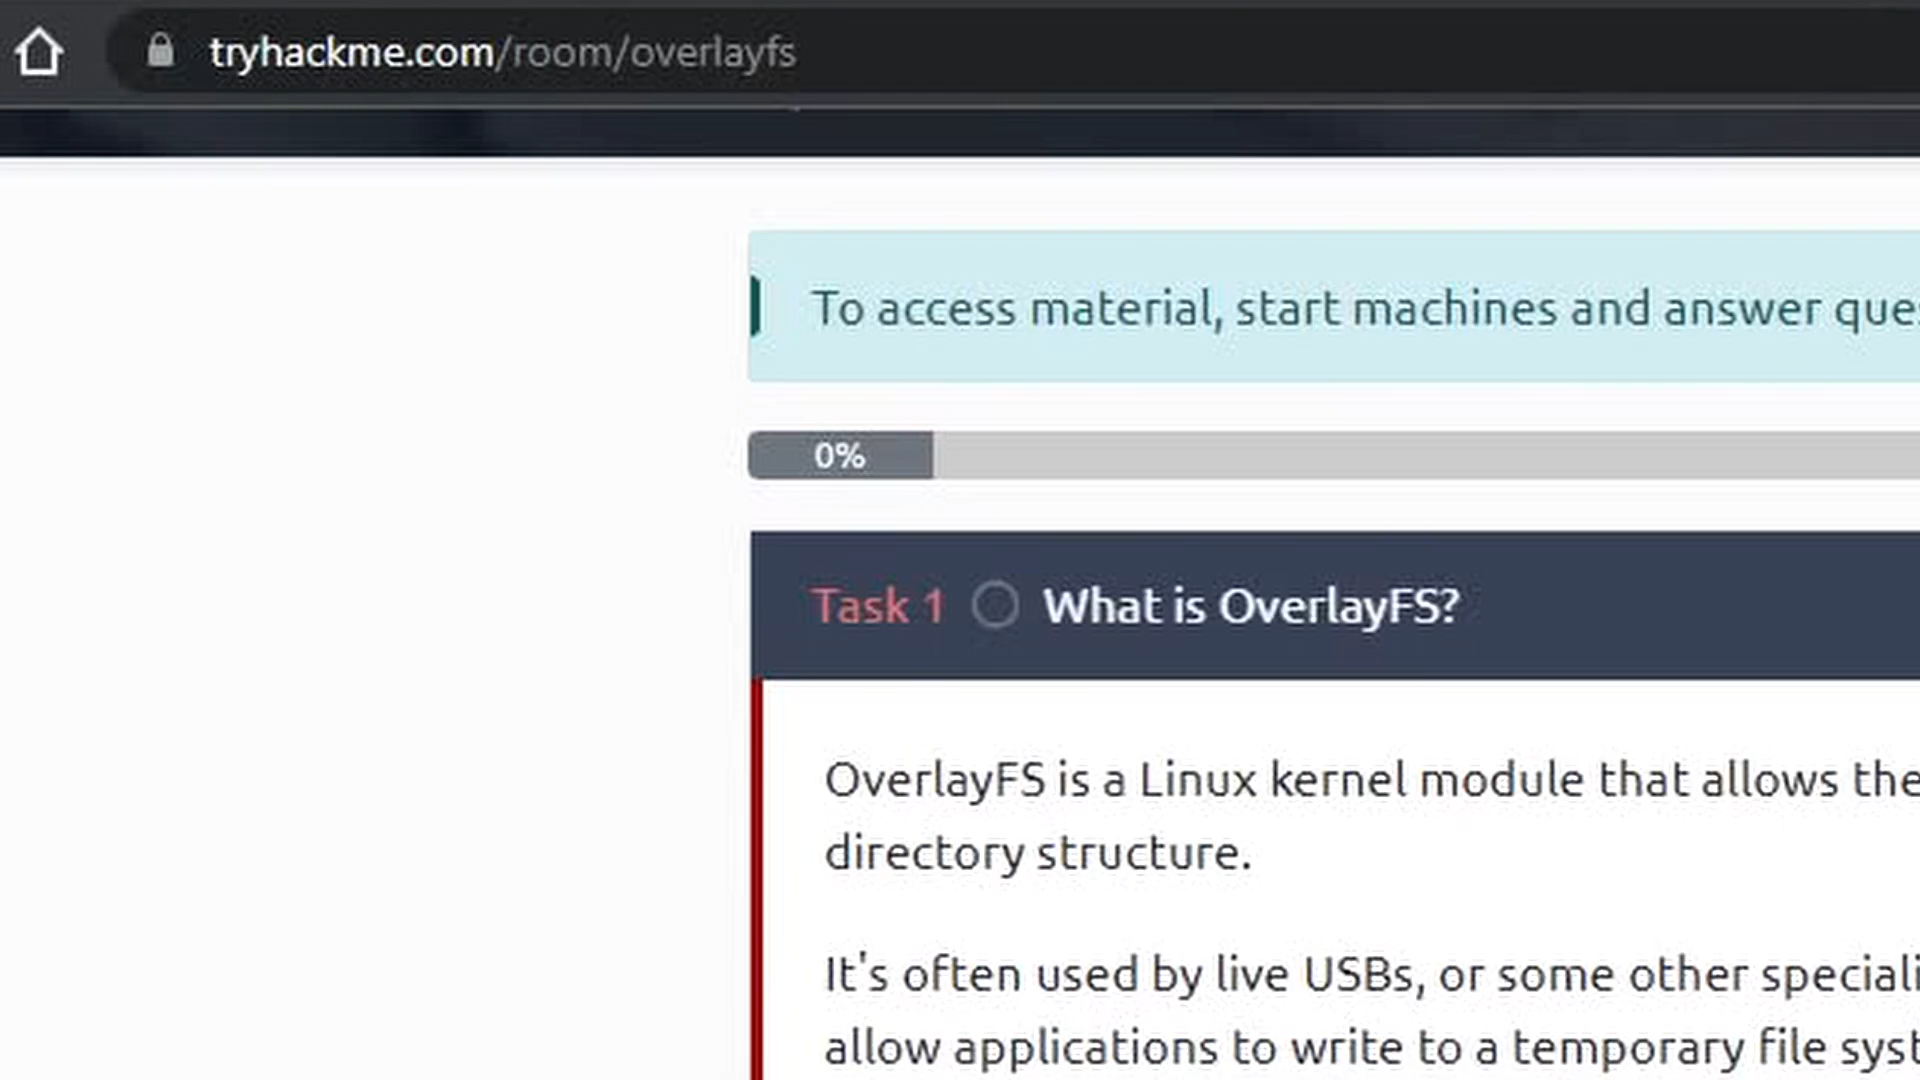 tryhackme.com/room/overlayfs
To access material, start machines and answer
0%
Task 1 What is OverlayFS?
OverlayFS is a Linux kernel module that allows the
directory structure.
It's often used by live USBs, or some other
allow applications to write to a temporary file